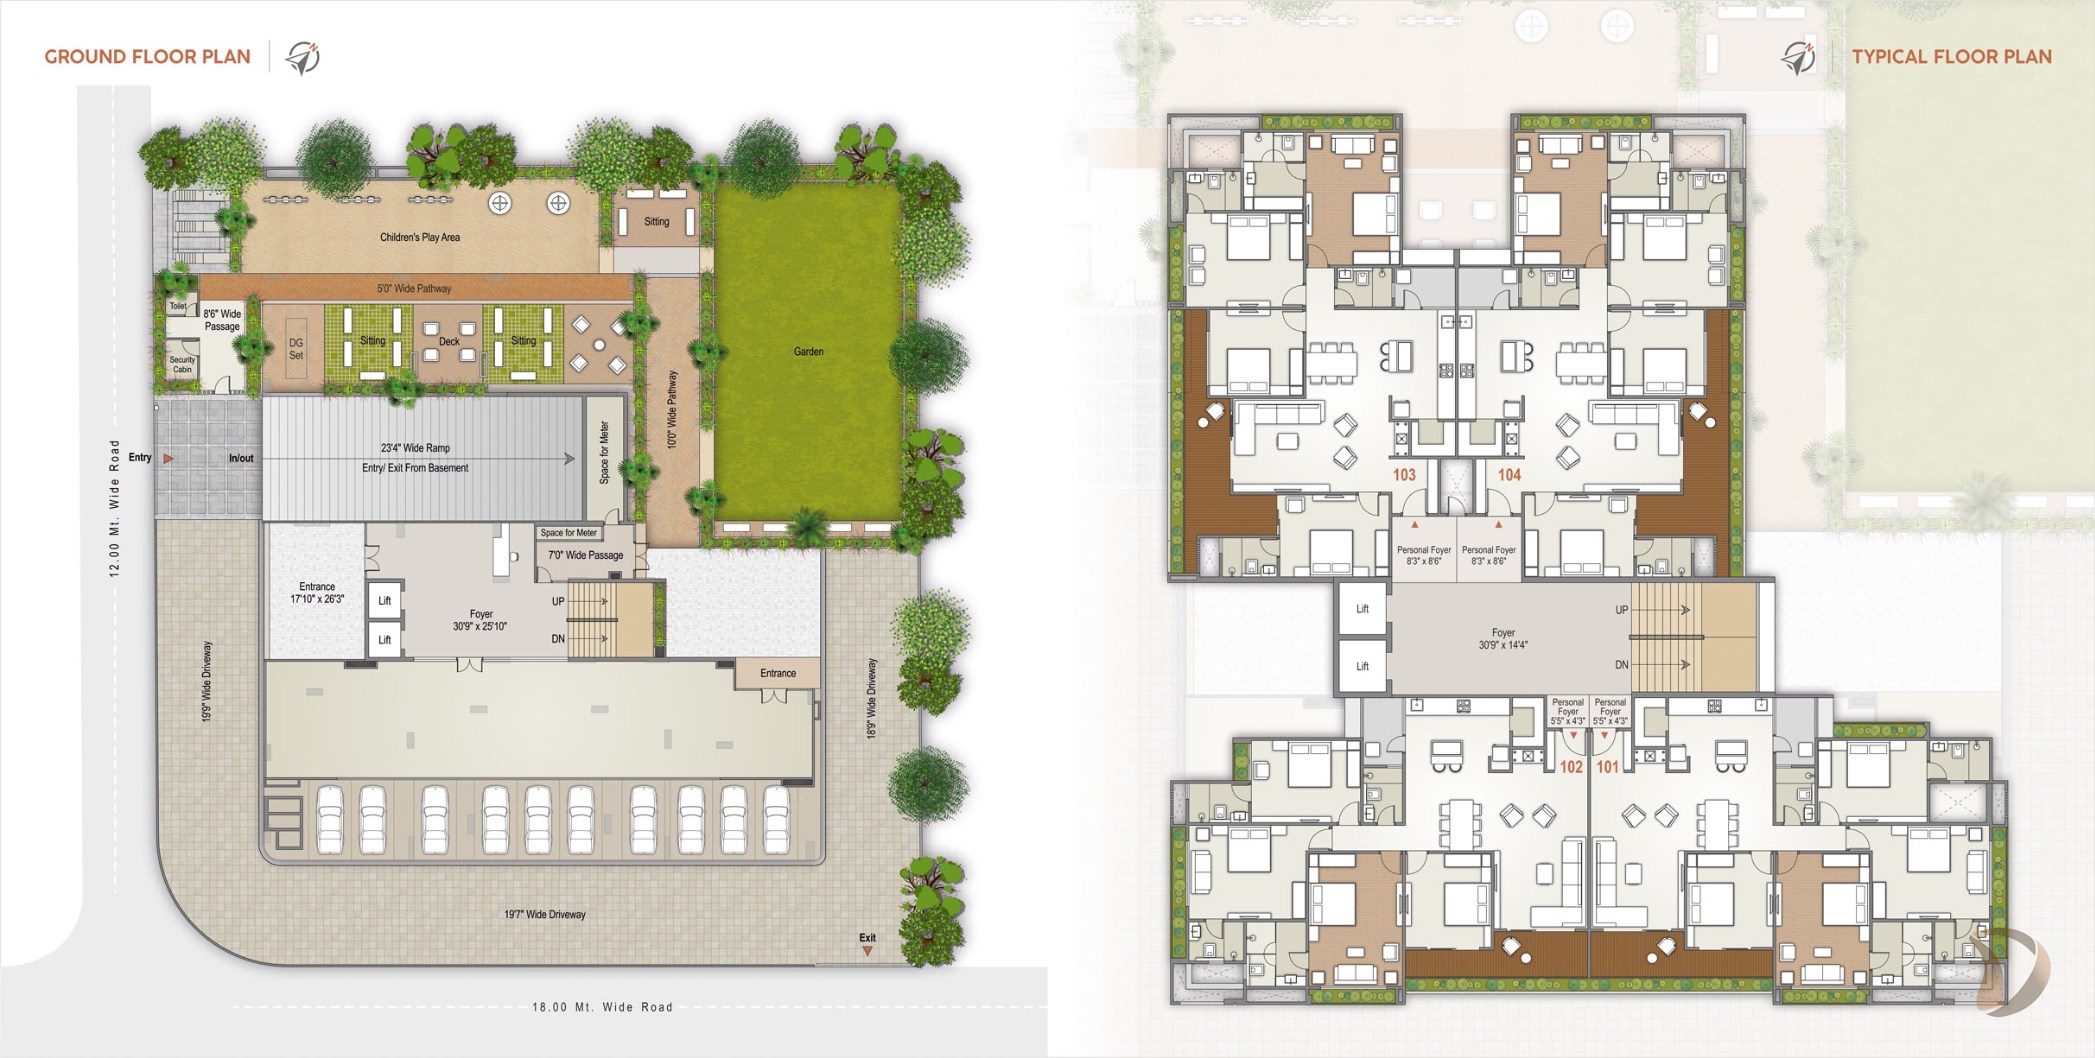 GROUND FLOOR PLAN
N
Children's Play Area
Sitting
5'0" Wide Pathway
Toilet
8'6" Wide
Passage
Security
Cabin
DG
Set
Sitting
Deck
Sitting
Garden
10'0" Wide Pathway
12.00 Mt. Wide Road
Entry
In/out
23'4" Wide Ramp
Entry/ Exit From Basement
Space for Meter
Space for Meter
7'0" Wide Passage
Entrance
17'10" x 26'3"
Lift
Lift
Foyer
30'9" x 25'10"
UP
DN
Entrance
19'9" Wide Driveway
18'9" Wide Driveway
19'7" Wide Driveway
Exit
18.00 Mt. Wide Road
N
TYPICAL FLOOR PLAN
103
104
Personal Foyer
8'3" x 8'6"
Personal Foyer
8'3" x 8'6"
Lift
Lift
Foyer
30'9" x 14'4"
UP
DN
Personal
Foyer
5'5" x 4'3"
Personal
Foyer
5'5" x 4'3"
102
101